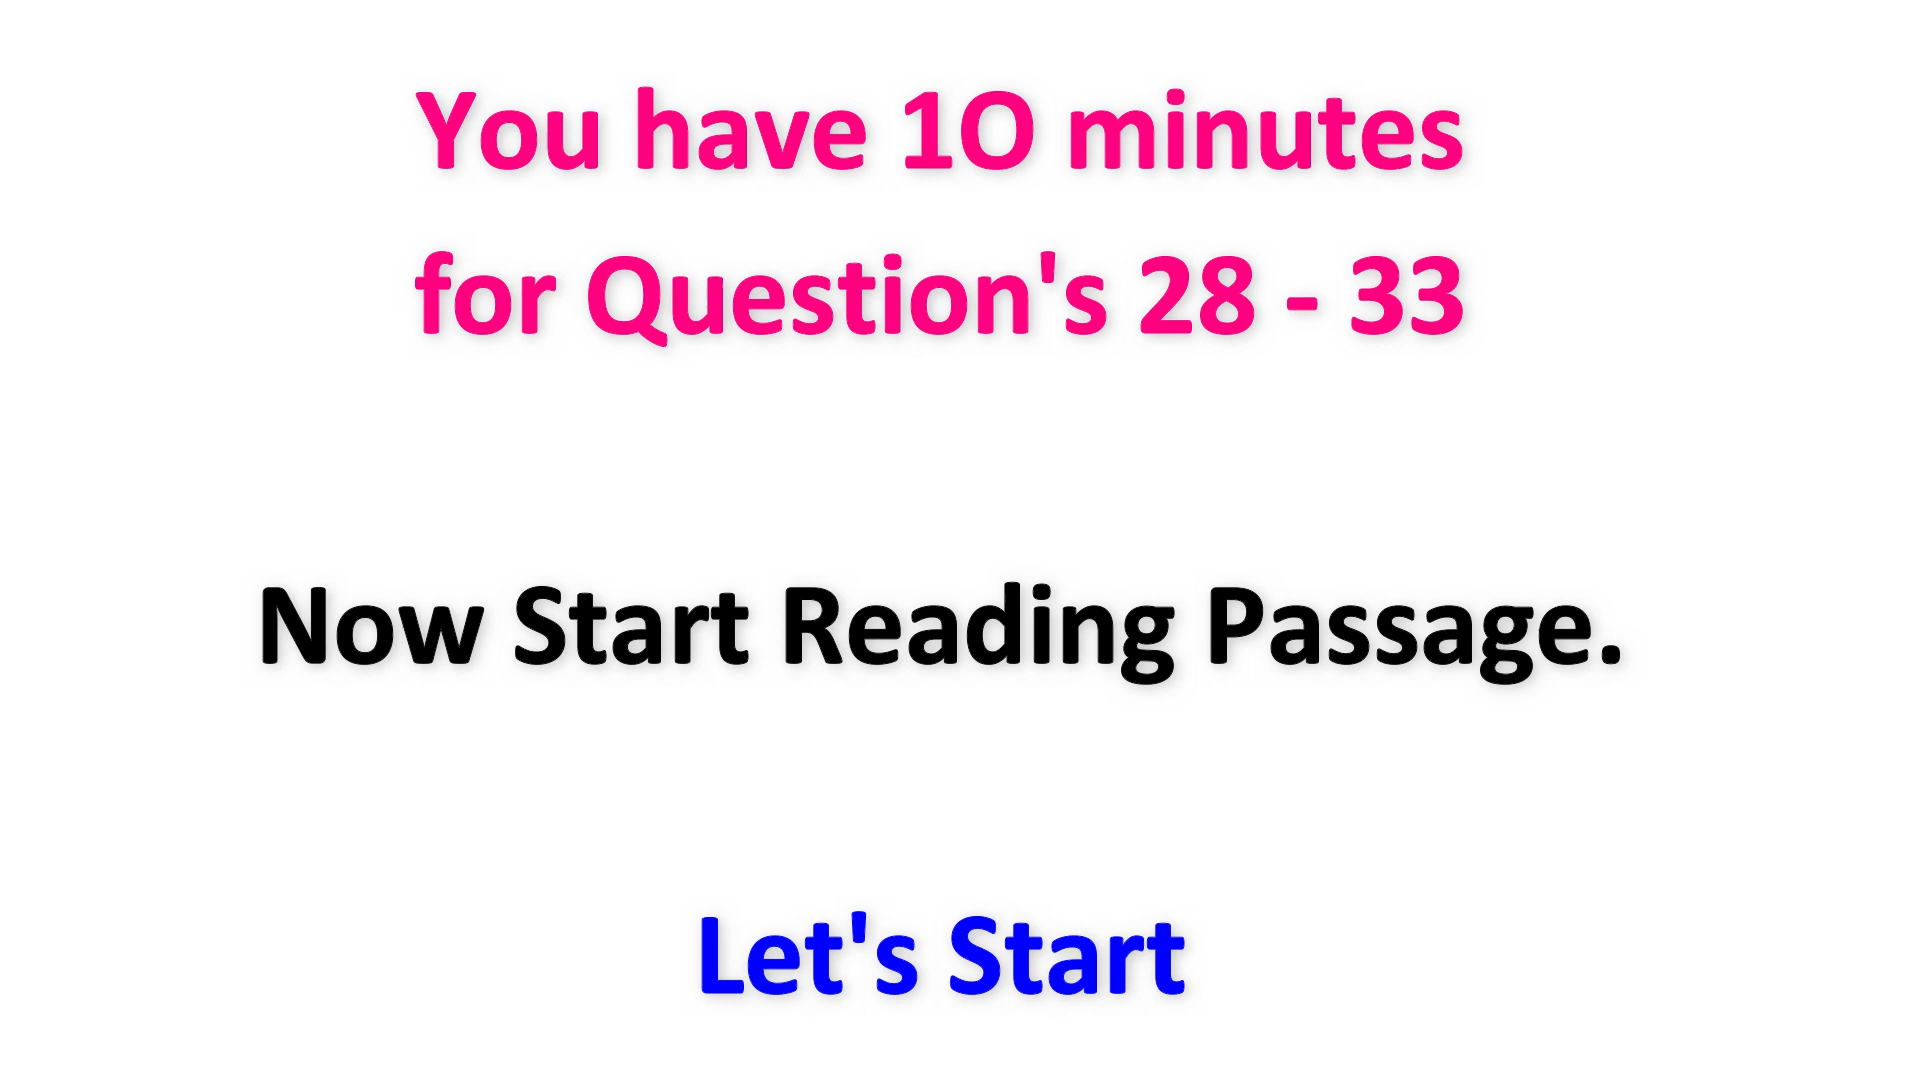 You have 1O minutes
for Question's 28 - 33
Now Start Reading Passage.
Let's Start